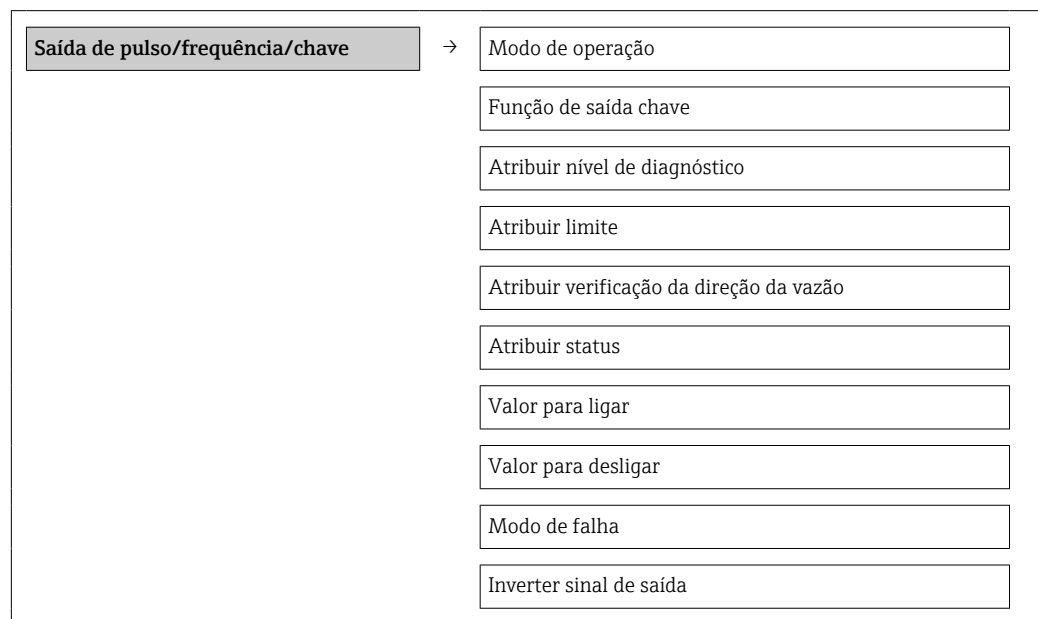 Saída de pulso/frequência/chave → Modo de operação
Função de saída chave
Atribuir nível de diagnóstico
Atribuir limite
Atribuir verificação da direção da vazão
Atribuir status
Valor para ligar
Valor para desligar
Modo de falha
Inverter sinal de saída